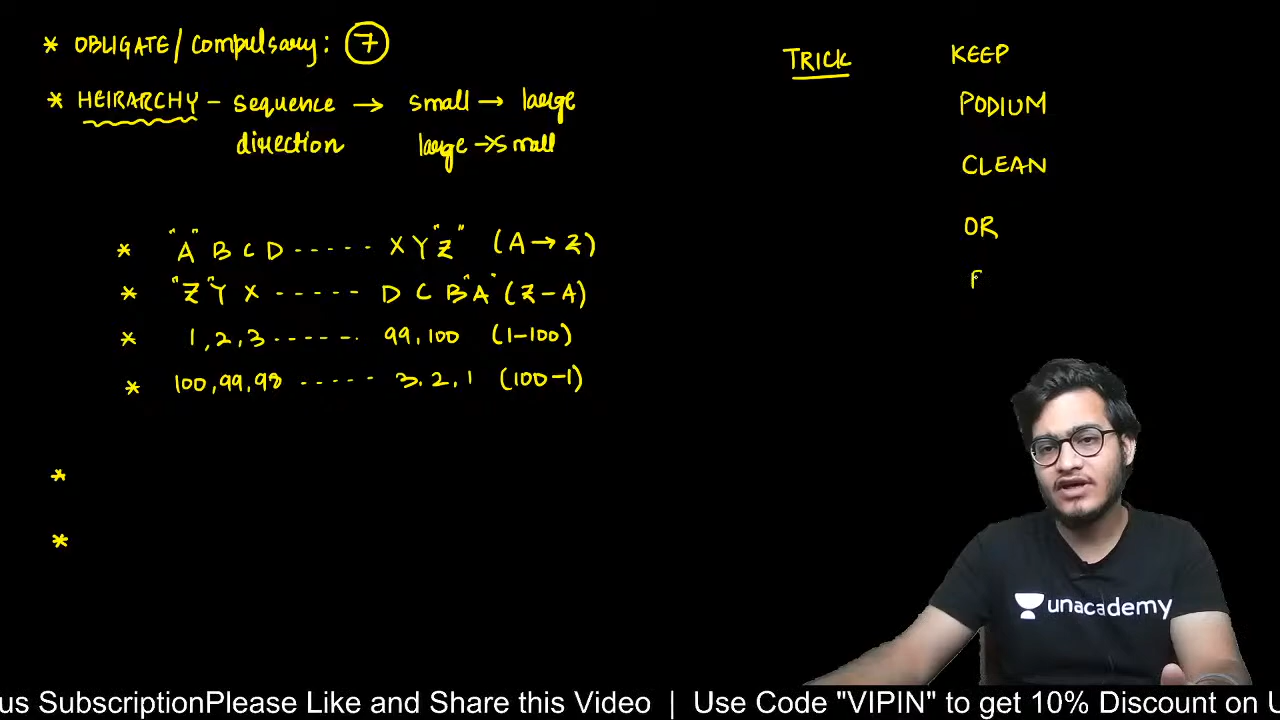 * OBLIGATE / Compulsary: 7
* HEIRARCHY - sequence → small → large
direction large → small
* "A" B C D ------ X Y "Z" (A → Z)
* "Z" Y X ------ D C B "A" (Z - A)
* 1, 2, 3 ------ 99, 100 (1-100)
* 100, 99, 98 ----- 3, 2, 1 (100-1)
*
*
TRICK
KEEP
PODIUM
CLEAN
OR
unacademy
us SubscriptionPlease Like and Share this Video | Use Code "VIPIN" to get 10% Discount on U